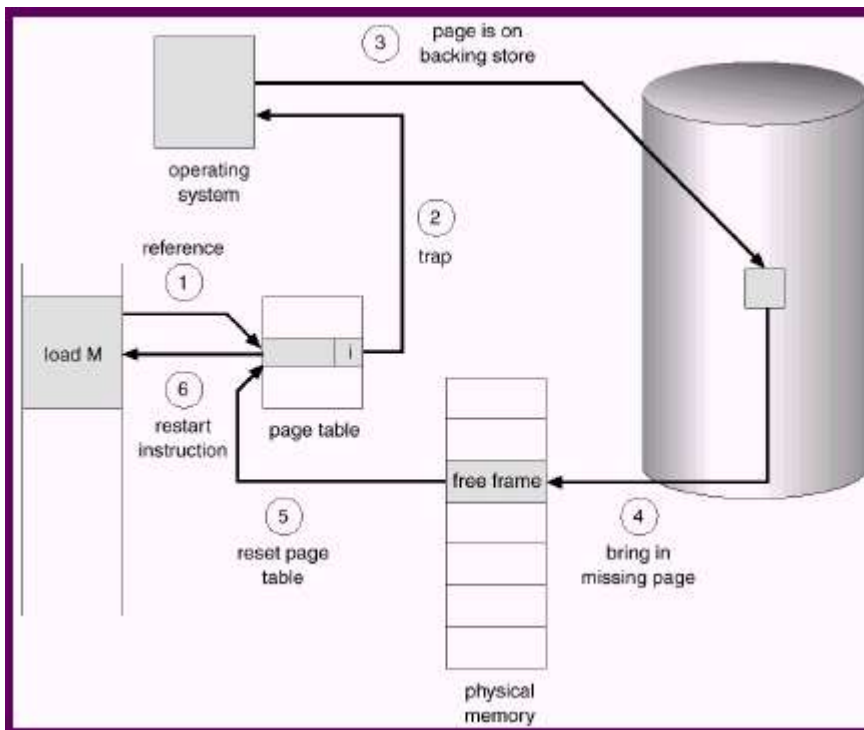 3
page is on
backing store
operating
system
2
trap
reference
1
load M
i
6
restart
instruction
page table
free frame
5
reset page
table
4
bring in
missing page
physical
memory